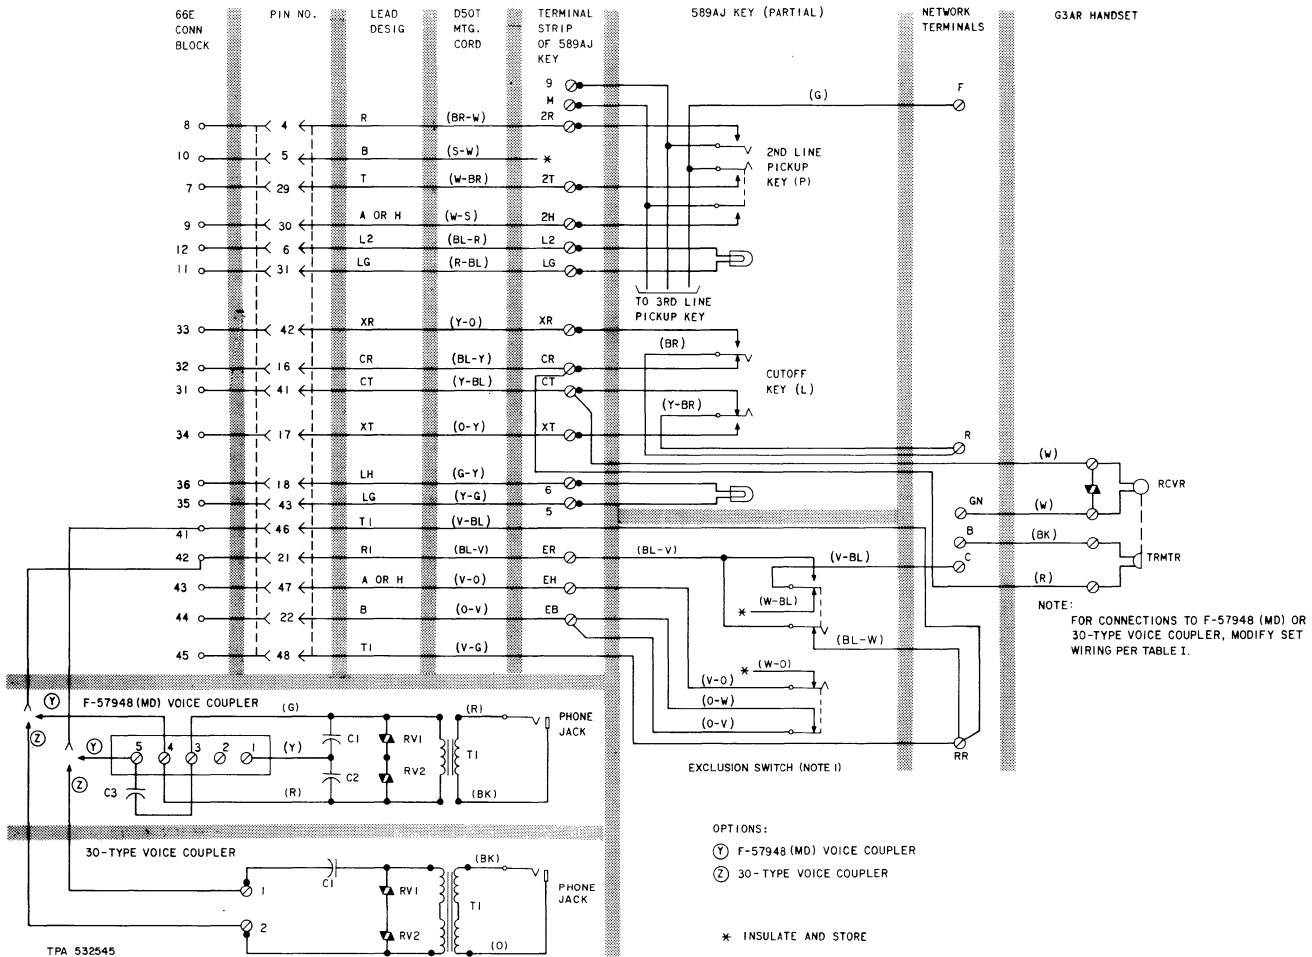 66E CONN BLOCK
PIN NO.
LEAD DESIG
D50T MTG. CORD
TERMINAL STRIP OF 589AJ KEY
589AJ KEY (PARTIAL)
NETWORK TERMINALS
G3AR HANDSET
9
M
(G)
F
8 4 R (BR-W) 2R
10 5 B (S-W) *
7 29 T (W-BR) 2T
9 30 A OR H (W-S) 2H
12 6 L2 (BL-R) L2
11 31 LG (R-BL) LG
2ND LINE
PICKUP
KEY (P)
TO 3RD LINE
PICKUP KEY
33 42 XR (Y-O) XR
32 16 CR (BL-Y) CR
31 41 CT (Y-BL) CT
34 17 XT (O-Y) XT
(BR)
CUTOFF
KEY (L)
(Y-BR)
R
36 18 LH (G-Y) 6
35 43 LG (Y-G) 5
41 46 T1 (V-BL)
42 21 R1 (BL-V) ER (BL-V)
43 47 A OR H (V-O) EH
44 22 B (O-V) EB
45 48 T1 (V-G)
(V-BL)
* (W-BL)
(BL-W)
* (W-O)
(V-O)
(O-W)
(O-V)
EXCLUSION SWITCH (NOTE 1)
GN
B
C
RR
(W)
(W)
(BK)
(R)
RCVR
TRMTR
NOTE:
FOR CONNECTIONS TO F-57948 (MD) OR
30-TYPE VOICE COUPLER, MODIFY SET
WIRING PER TABLE I.
Y F-57948 (MD) VOICE COUPLER
Z
Y
Z
5 4 3 2 1
(G)
(Y)
(R)
C3
C1
C2
RV1
RV2
T1
(R)
(BK)
PHONE
JACK
30-TYPE VOICE COUPLER
1
2
C1
RV1
RV2
T1
(BK)
(O)
PHONE
JACK
OPTIONS:
Y F-57948 (MD) VOICE COUPLER
Z 30-TYPE VOICE COUPLER
* INSULATE AND STORE
TPA 532545